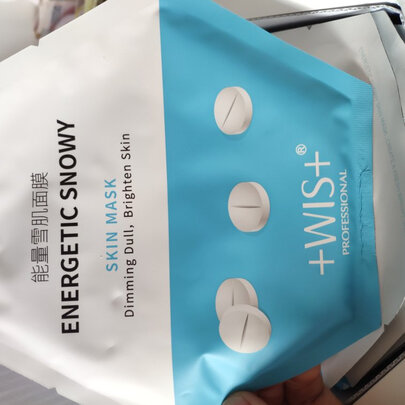 +WIS+®
PROFESSIONAL
能量雪肌面膜
ENERGETIC SNOWY
SKIN MASK
Dimming Dull, Brighten Skin